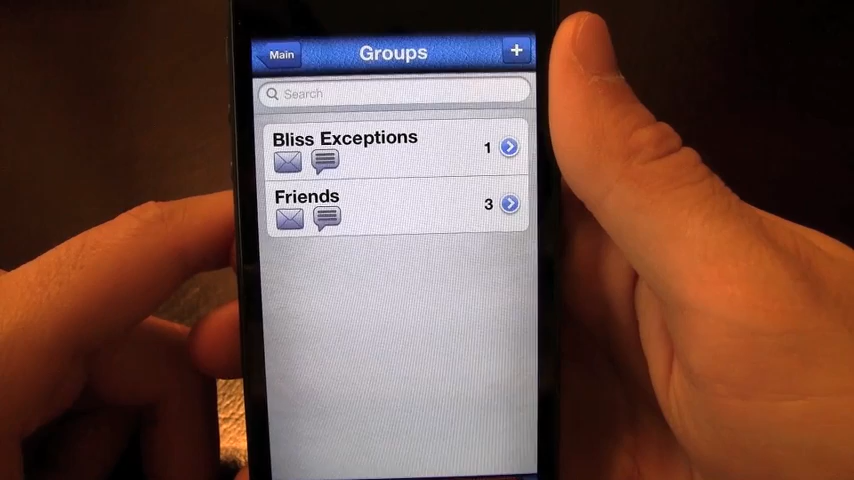 Main
Groups
+
Search
Bliss Exceptions
1
Friends
3